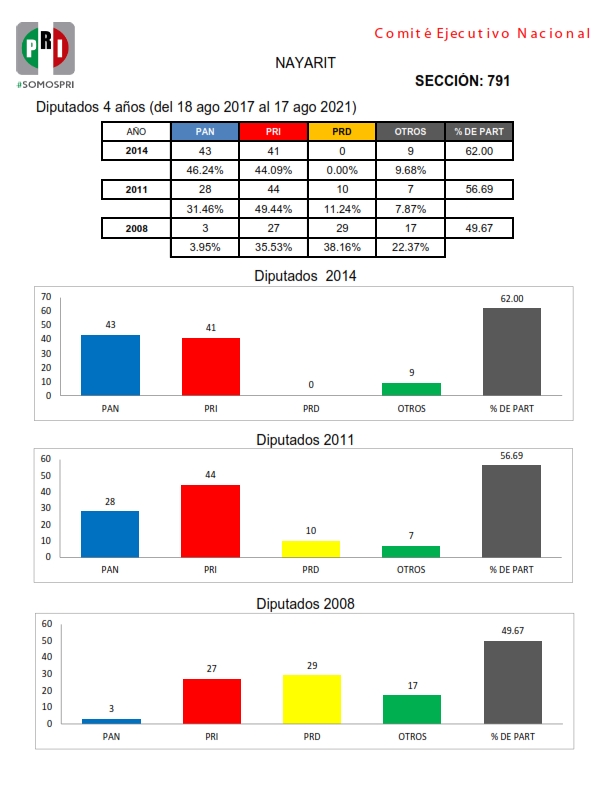 Comité Ejecutivo Nacional
PRI
#SOMOSPRI
NAYARIT
SECCIÓN: 791
Diputados 4 años (del 18 ago 2017 al 17 ago 2021)
AÑO PAN PRI PRD OTROS % DE PART
2014 43 41 0 9 62.00
46.24% 44.09% 0.00% 9.68%
2011 28 44 10 7 56.69
31.46% 49.44% 11.24% 7.87%
2008 3 27 29 17 49.67
3.95% 35.53% 38.16% 22.37%
Diputados 2014
70
60
50
40
30
20
10
0
43 41 0 9 62.00
PAN PRI PRD OTROS % DE PART
Diputados 2011
60
50
40
30
20
10
0
28 44 10 7 56.69
PAN PRI PRD OTROS % DE PART
Diputados 2008
60
50
40
30
20
10
0
3 27 29 17 49.67
PAN PRI PRD OTROS % DE PART